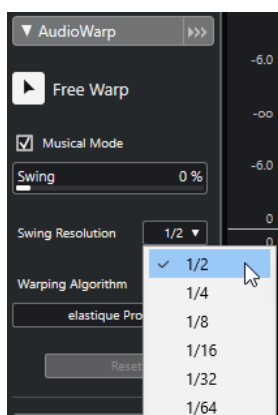 ▼ AudioWarp
-6.0
Free Warp
-oo
Musical Mode
Swing 0 %
-6.0
0
Swing Resolution 1/2 ▼
0
✓ 1/2
Warping Algorithm
1/4
elastique Pro
1/8
1/16
Reset
1/32
1/64